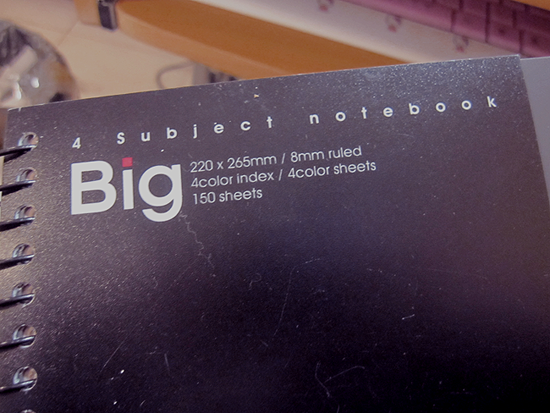 4 Subject notebook
Big
220 x 265mm / 8mm ruled
4color index / 4color sheets
150 sheets